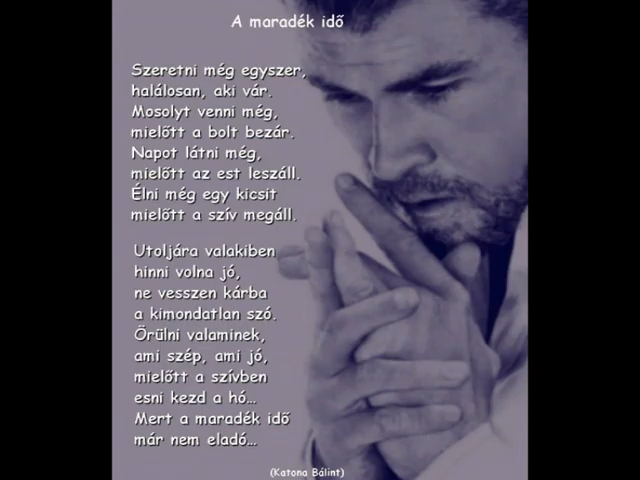 A maradék idő
Szeretni még egyszer,
halálosan, aki vár.
Mosolyt venni még,
mielőtt a bolt bezár.
Napot látni még,
mielőtt az est leszáll.
Élni még egy kicsit
mielőtt a szív megáll.
Utoljára valakiben
hinni volna jó,
ne vesszen kárba
a kimondatlan szó.
Örülni valaminek,
ami szép, ami jó,
mielőtt a szívben
esni kezd a hó...
Mert a maradék idő
már nem eladó...
(Katona Bálint)